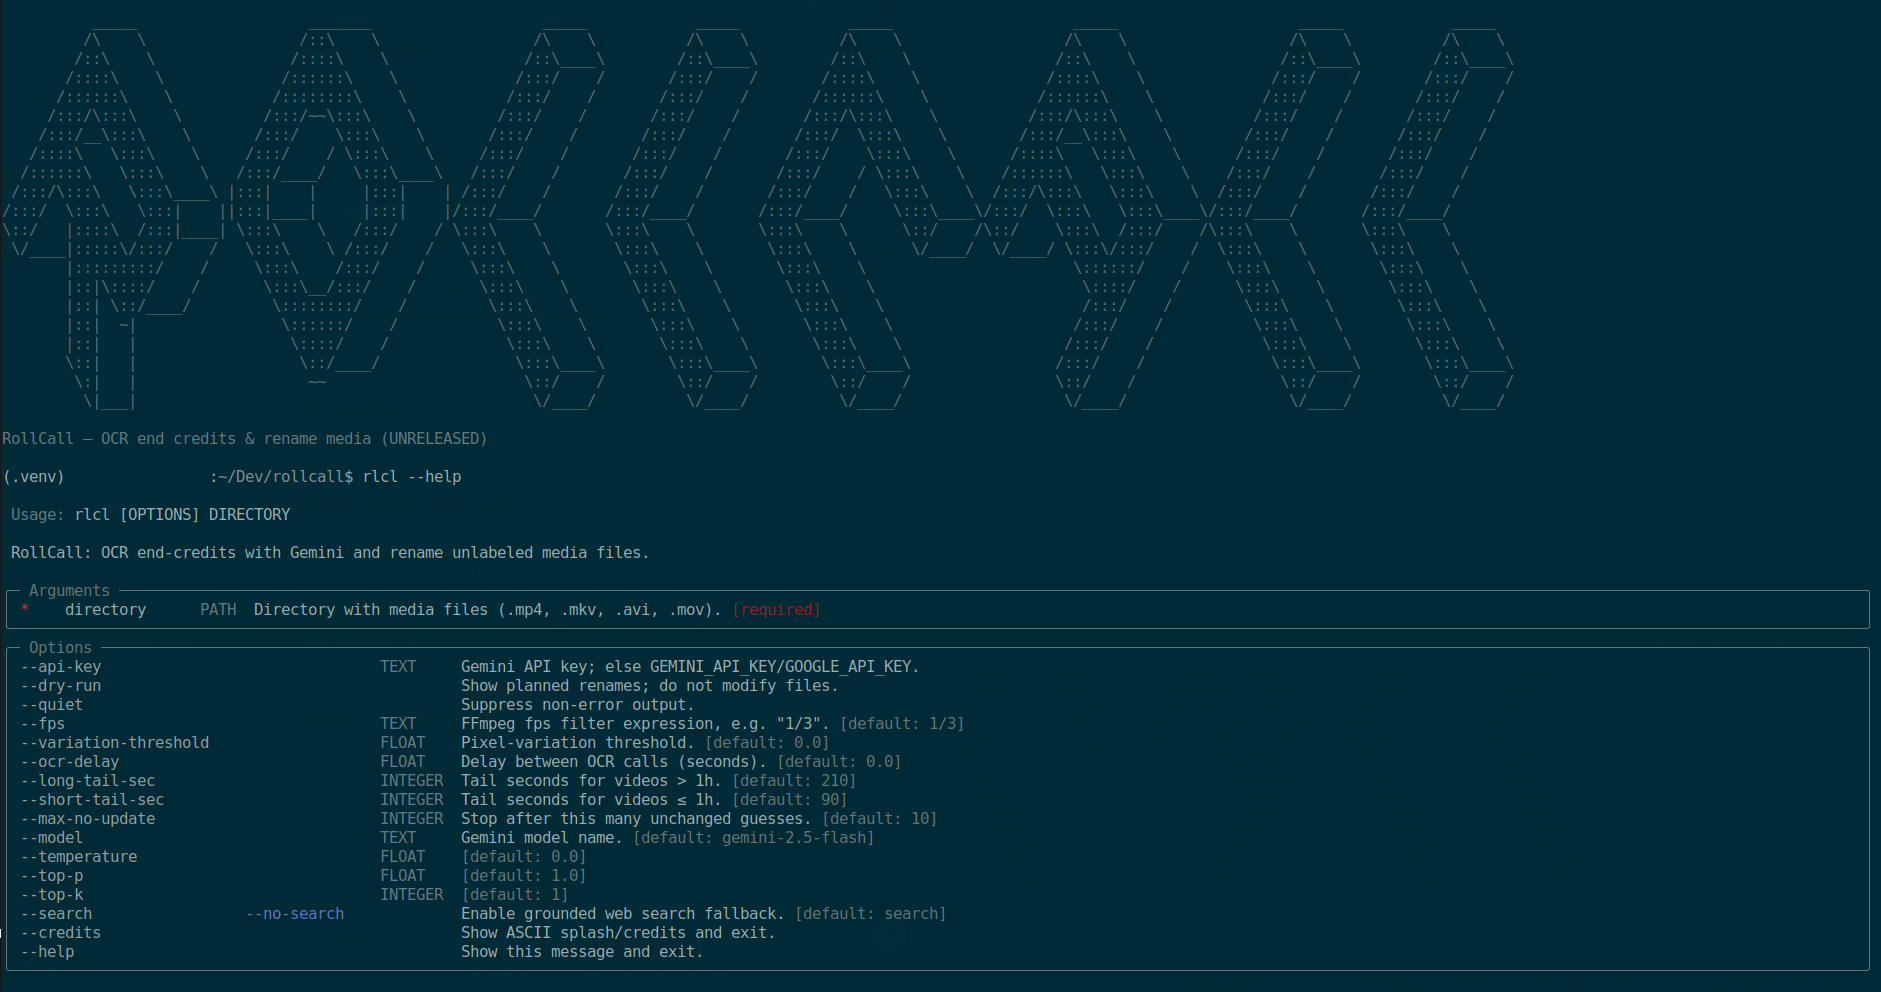 RollCall — OCR end credits & rename media (UNRELEASED)
(.venv) :~/Dev/rollcall$ rlcl --help
Usage: rlcl [OPTIONS] DIRECTORY
RollCall: OCR end-credits with Gemini and rename unlabeled media files.
Arguments
* directory PATH Directory with media files (.mp4, .mkv, .avi, .mov). [required]
Options
--api-key TEXT Gemini API key; else GEMINI_API_KEY/GOOGLE_API_KEY.
--dry-run Show planned renames; do not modify files.
--quiet Suppress non-error output.
--fps TEXT FFmpeg fps filter expression, e.g. "1/3". [default: 1/3]
--variation-threshold FLOAT Pixel-variation threshold. [default: 0.0]
--ocr-delay FLOAT Delay between OCR calls (seconds). [default: 0.0]
--long-tail-sec INTEGER Tail seconds for videos > 1h. [default: 210]
--short-tail-sec INTEGER Tail seconds for videos ≤ 1h. [default: 90]
--max-no-update INTEGER Stop after this many unchanged guesses. [default: 10]
--model TEXT Gemini model name. [default: gemini-2.5-flash]
--temperature FLOAT [default: 0.0]
--top-p FLOAT [default: 1.0]
--top-k INTEGER [default: 1]
--search --no-search Enable grounded web search fallback. [default: search]
--credits Show ASCII splash/credits and exit.
--help Show this message and exit.